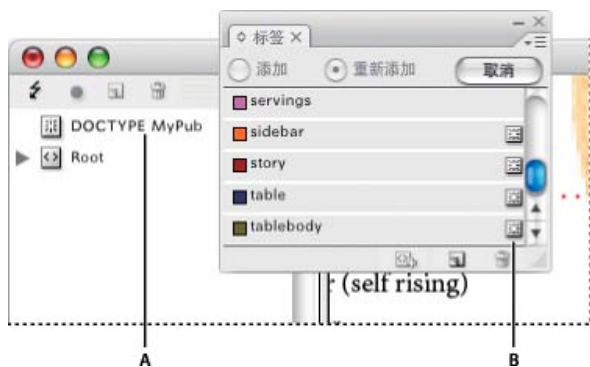 标签
添加 重新添加 取消
DOCTYPE MyPub
Root
servings
sidebar
story
table
tablebody
r (self rising)
A B